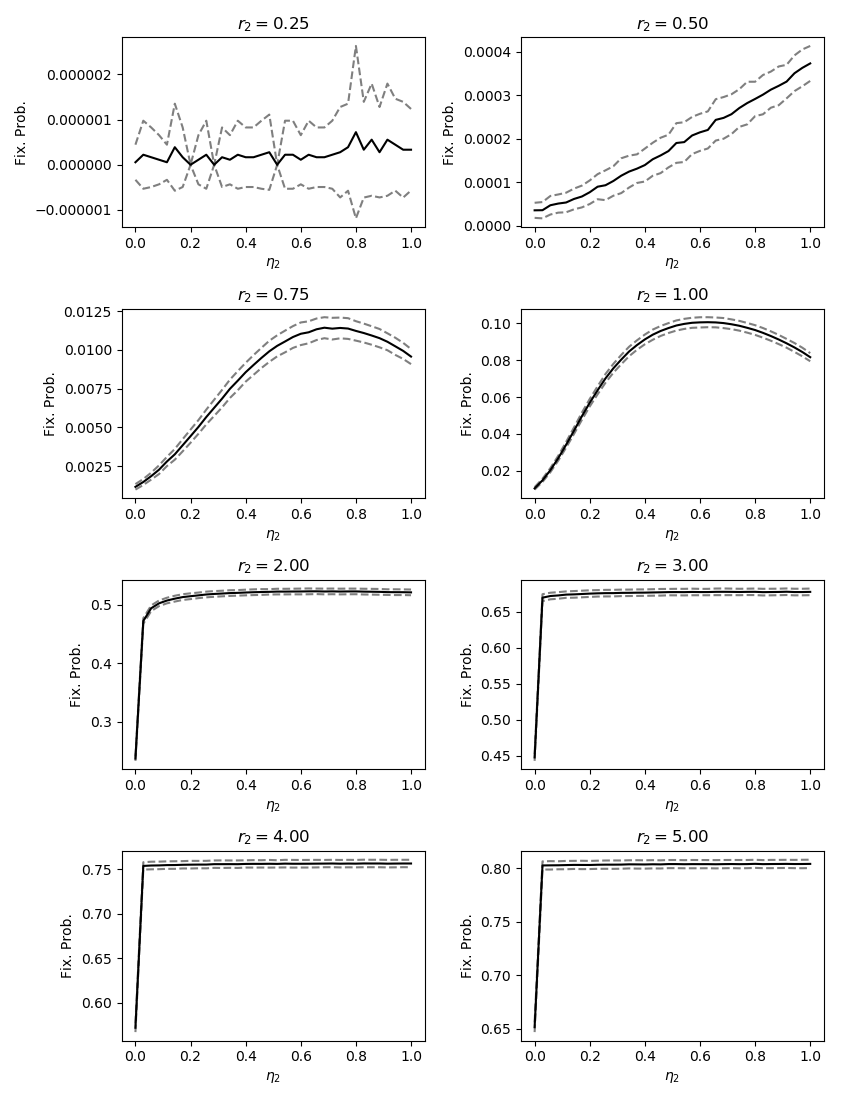 r₂ = 0.25
Fix. Prob.
0.000002
0.000001
0.000000
−0.000001
0.0 0.2 0.4 0.6 0.8 1.0
η₂
r₂ = 0.50
Fix. Prob.
0.0004
0.0003
0.0002
0.0001
0.0000
0.0 0.2 0.4 0.6 0.8 1.0
η₂
r₂ = 0.75
Fix. Prob.
0.0125
0.0100
0.0075
0.0050
0.0025
0.0 0.2 0.4 0.6 0.8 1.0
η₂
r₂ = 1.00
Fix. Prob.
0.10
0.08
0.06
0.04
0.02
0.0 0.2 0.4 0.6 0.8 1.0
η₂
r₂ = 2.00
Fix. Prob.
0.5
0.4
0.3
0.0 0.2 0.4 0.6 0.8 1.0
η₂
r₂ = 3.00
Fix. Prob.
0.65
0.60
0.55
0.50
0.45
0.0 0.2 0.4 0.6 0.8 1.0
η₂
r₂ = 4.00
Fix. Prob.
0.75
0.70
0.65
0.60
0.0 0.2 0.4 0.6 0.8 1.0
η₂
r₂ = 5.00
Fix. Prob.
0.80
0.75
0.70
0.65
0.0 0.2 0.4 0.6 0.8 1.0
η₂